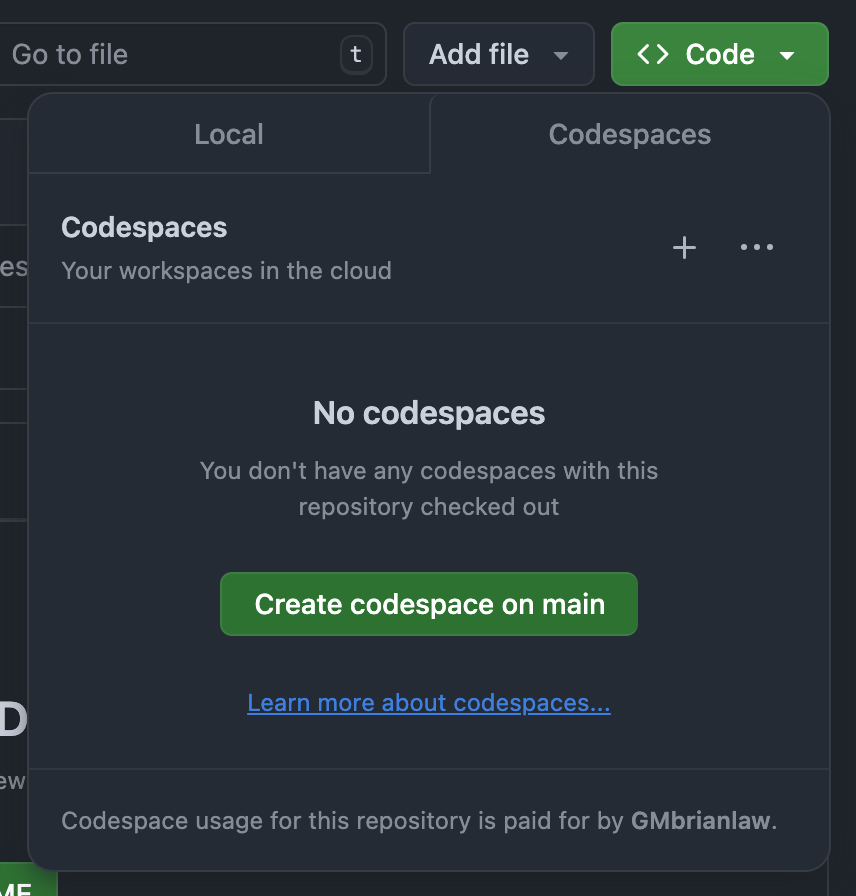 Go to file
t
Add file
Code
Local
Codespaces
Codespaces
Your workspaces in the cloud
No codespaces
You don't have any codespaces with this
repository checked out
Create codespace on main
Learn more about codespaces...
Codespace usage for this repository is paid for by GMbrianlaw.
es
D
ew
ME